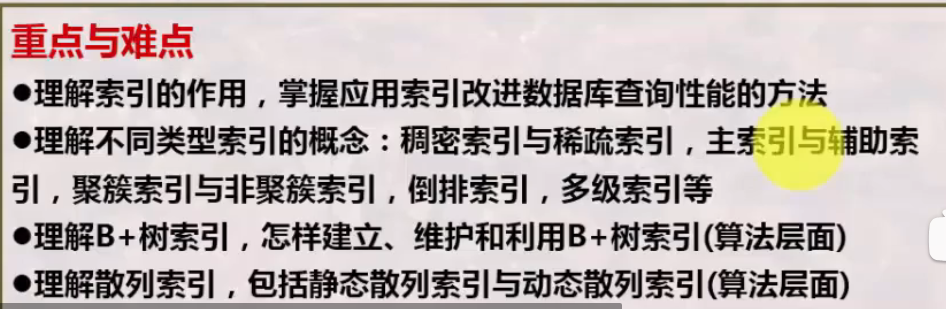 重点与难点
●理解索引的作用，掌握应用索引改进数据库查询性能的方法
●理解不同类型索引的概念：稠密索引与稀疏索引，主索引与辅助索
引，聚簇索引与非聚簇索引，倒排索引，多级索引等
●理解B+树索引，怎样建立、维护和利用B+树索引(算法层面)
●理解散列索引，包括静态散列索引与动态散列索引(算法层面)